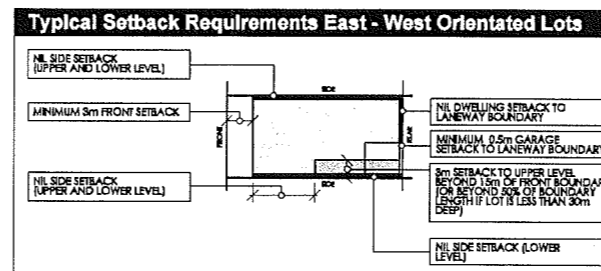 Typical Setback Requirements East - West Orientated Lots
NIL SIDE SETBACK
(UPPER AND LOWER LEVEL)
SIDE
MINIMUM 3m FRONT SETBACK
FRONT
REAR
NIL DWELLING SETBACK TO
LANEWAY BOUNDARY
MINIMUM 0.5m GARAGE
SETBACK TO LANEWAY BOUNDARY
NIL SIDE SETBACK
(UPPER AND LOWER LEVEL)
SIDE
3m SETBACK TO UPPER LEVEL
BEYOND 15m OF FRONT BOUNDAR
(OR BEYOND 50% OF BOUNDARY
LENGTH IF LOT IS LESS THAN 30m
DEEP)
NIL SIDE SETBACK (LOWER
LEVEL)